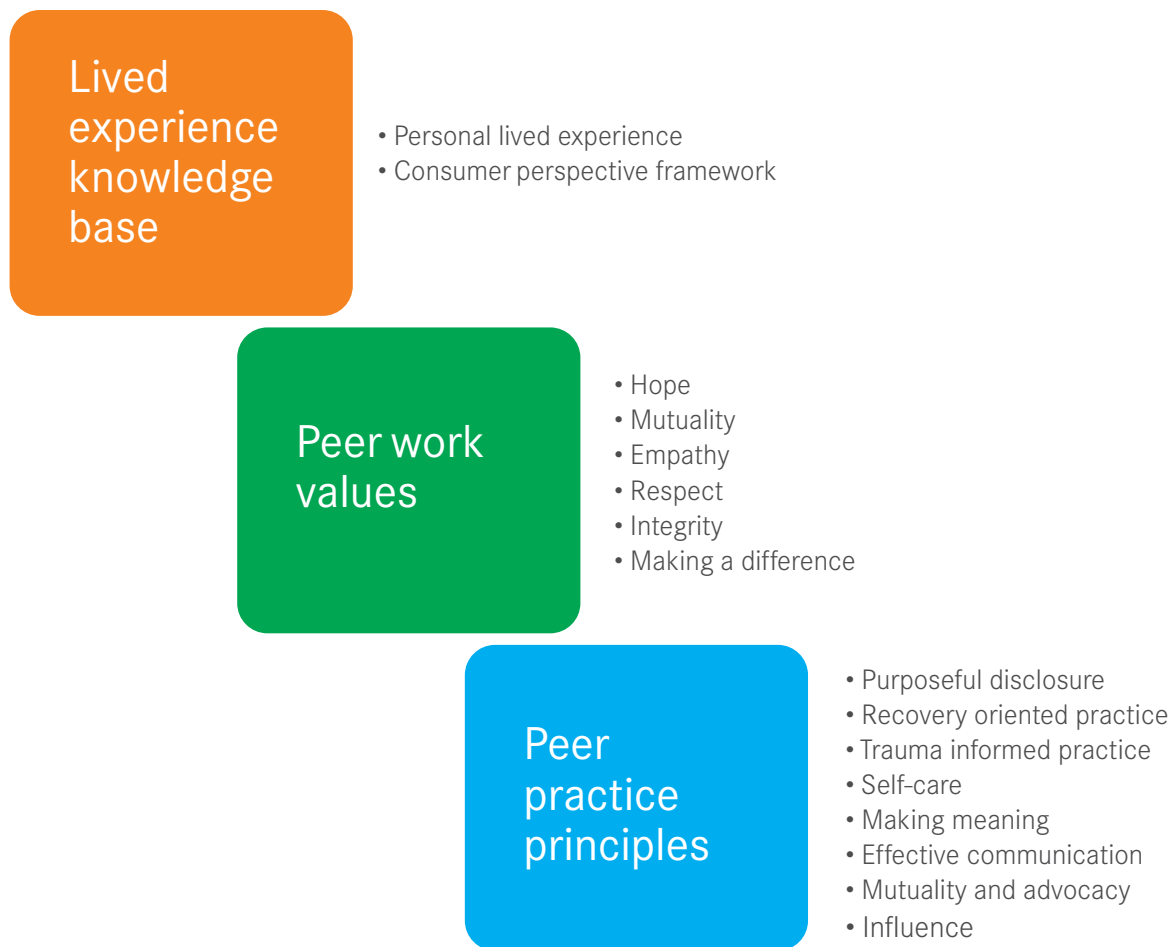 Lived
experience
knowledge
base
• Personal lived experience
• Consumer perspective framework
Peer work
values
• Hope
• Mutuality
• Empathy
• Respect
• Integrity
• Making a difference
Peer
practice
principles
• Purposeful disclosure
• Recovery oriented practice
• Trauma informed practice
• Self-care
• Making meaning
• Effective communication
• Mutuality and advocacy
• Influence